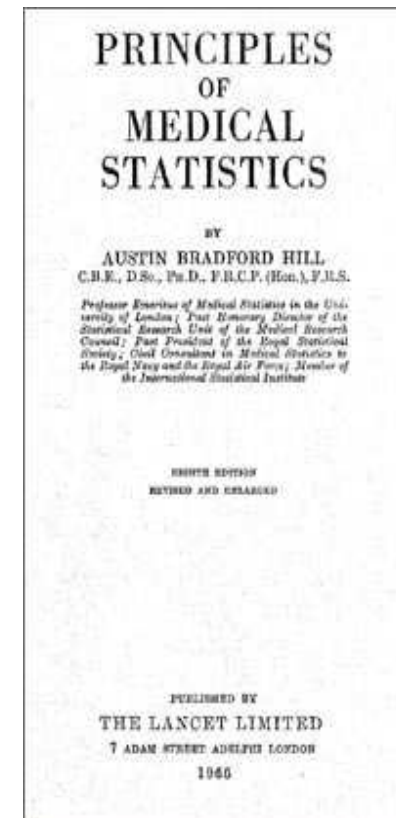 PRINCIPLES
OF
MEDICAL
STATISTICS
BY
AUSTIN BRADFORD HILL
C.B.E., D.Sc., Ph.D., F.R.C.P. (Hon.), F.R.S.
Professor Emeritus of Medical Statistics in the Uni-
versity of London; Past Honorary Director of the
Statistical Research Unit of the Medical Research
Council; Past President of the Royal Statistical
Society; Civil Consultant in Medical Statistics to
the Royal Navy and the Royal Air Force; Member of
the International Statistical Institute
EIGHTH EDITION
REVISED AND ENLARGED
PUBLISHED BY
THE LANCET LIMITED
7 ADAM STREET ADELPHI LONDON
1966